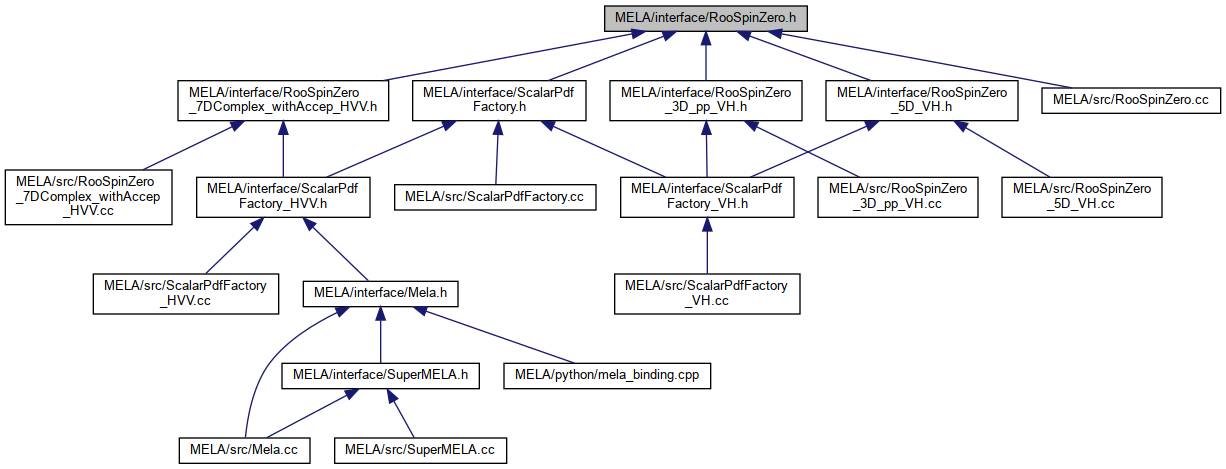 MELA/interface/RooSpinZero.h
MELA/interface/RooSpinZero
_7DComplex_withAccep_HVV.h
MELA/interface/ScalarPdf
Factory.h
MELA/interface/RooSpinZero
_3D_pp_VH.h
MELA/interface/RooSpinZero
_5D_VH.h
MELA/src/RooSpinZero.cc
MELA/src/RooSpinZero
_7DComplex_withAccep
_HVV.cc
MELA/interface/ScalarPdf
Factory_HVV.h
MELA/src/ScalarPdfFactory.cc
MELA/interface/ScalarPdf
Factory_VH.h
MELA/src/RooSpinZero
_3D_pp_VH.cc
MELA/src/RooSpinZero
_5D_VH.cc
MELA/src/ScalarPdfFactory
_HVV.cc
MELA/interface/Mela.h
MELA/src/ScalarPdfFactory
_VH.cc
MELA/interface/SuperMELA.h
MELA/python/mela_binding.cpp
MELA/src/Mela.cc
MELA/src/SuperMELA.cc